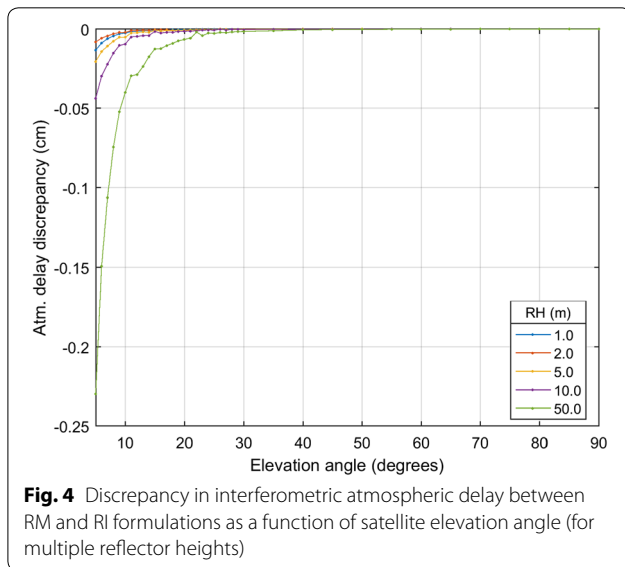 0
-0.05
-0.1
-0.15
-0.2
-0.25
Atm. delay discrepancy (cm)
10 20 30 40 50 60 70 80 90
Elevation angle (degrees)
RH (m)
1.0
2.0
5.0
10.0
50.0
Fig. 4 Discrepancy in interferometric atmospheric delay between
RM and RI formulations as a function of satellite elevation angle (for
multiple reflector heights)